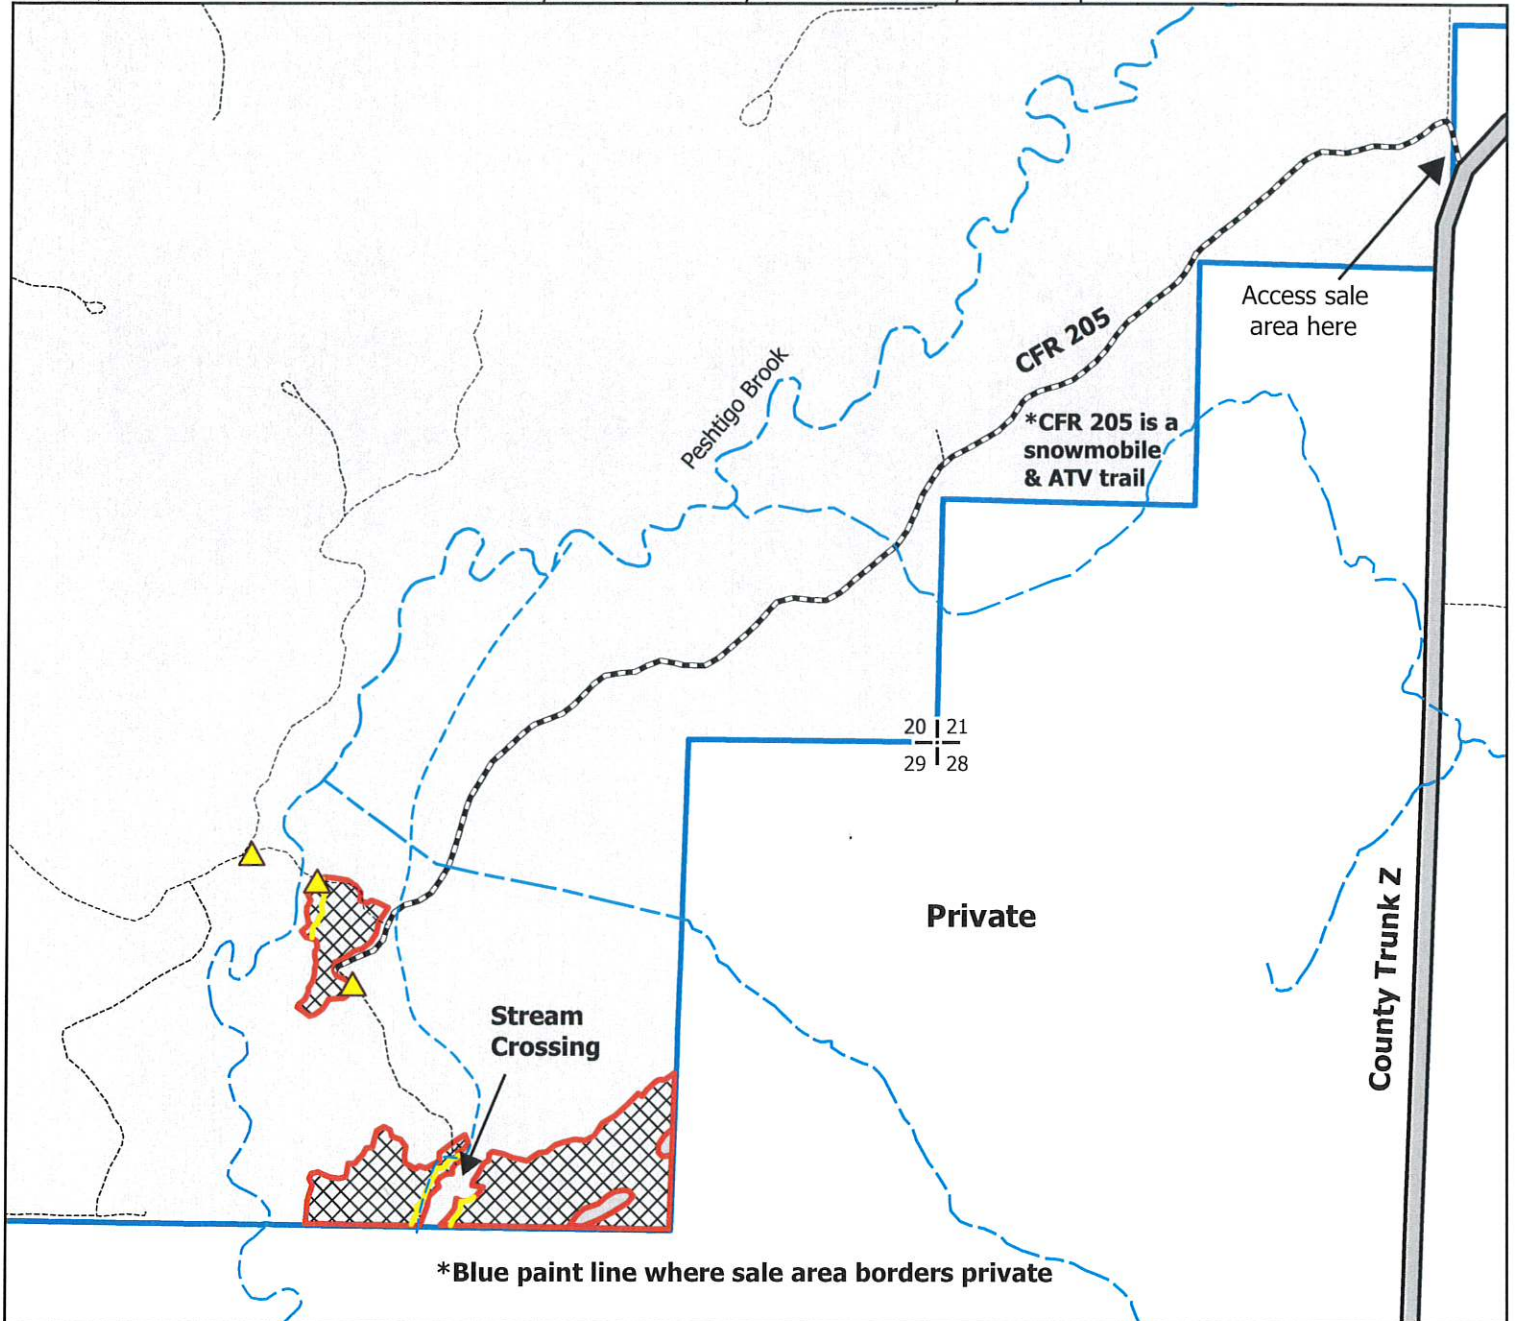 Access sale
area here
CFR 205
Peshtigo Brook
*CFR 205 is a
snowmobile
& ATV trail
20 21
29 28
Private
County Trunk Z
Stream
Crossing
*Blue paint line where sale area borders private